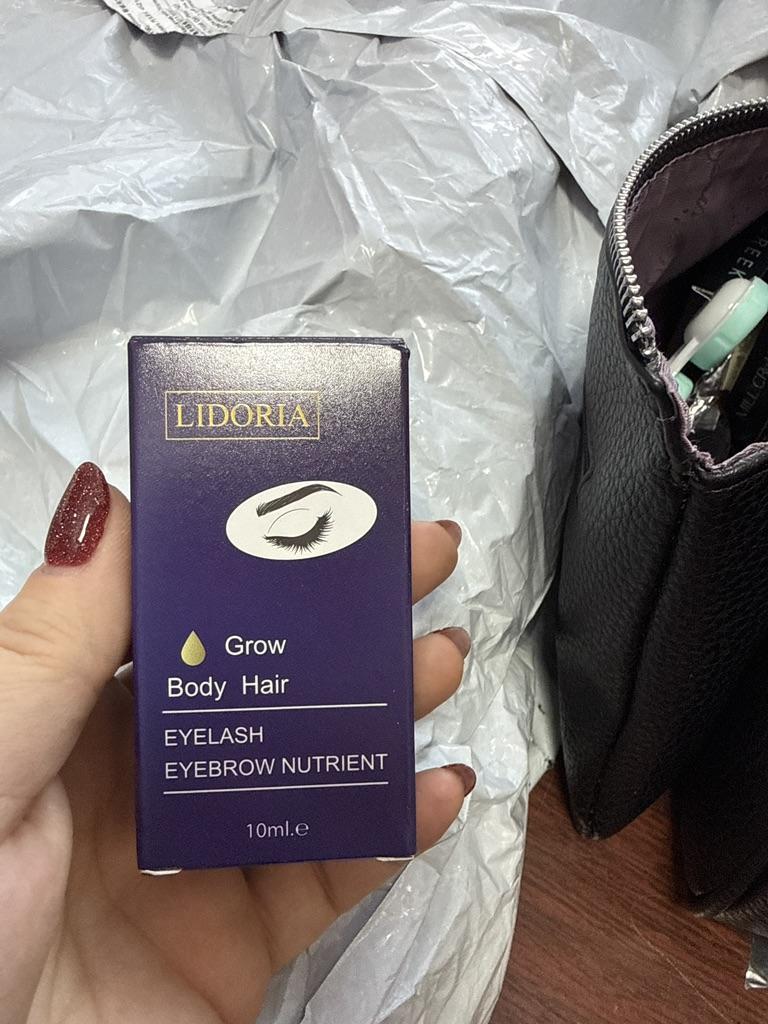 LIDORIA
Grow
Body Hair
EYELASH
EYEBROW NUTRIENT
10ml.e